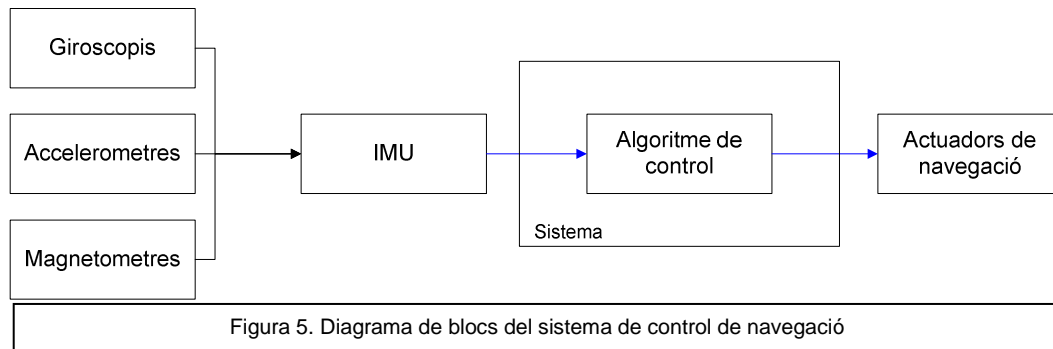 Giroscopis
Accelerometres
Magnetometres
IMU
Algoritme de
control
Sistema
Actuadors de
navegació
Figura 5. Diagrama de blocs del sistema de control de navegació